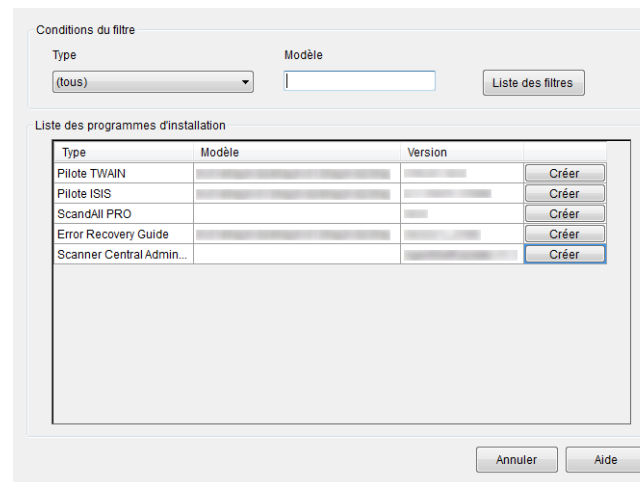 Conditions du filtre
Type Modèle
(tous) Liste des filtres
Liste des programmes d'installation
Type Modèle Version
Pilote TWAIN Créer
Pilote ISIS Créer
ScandAll PRO Créer
Error Recovery Guide Créer
Scanner Central Admin... Créer
Annuler Aide